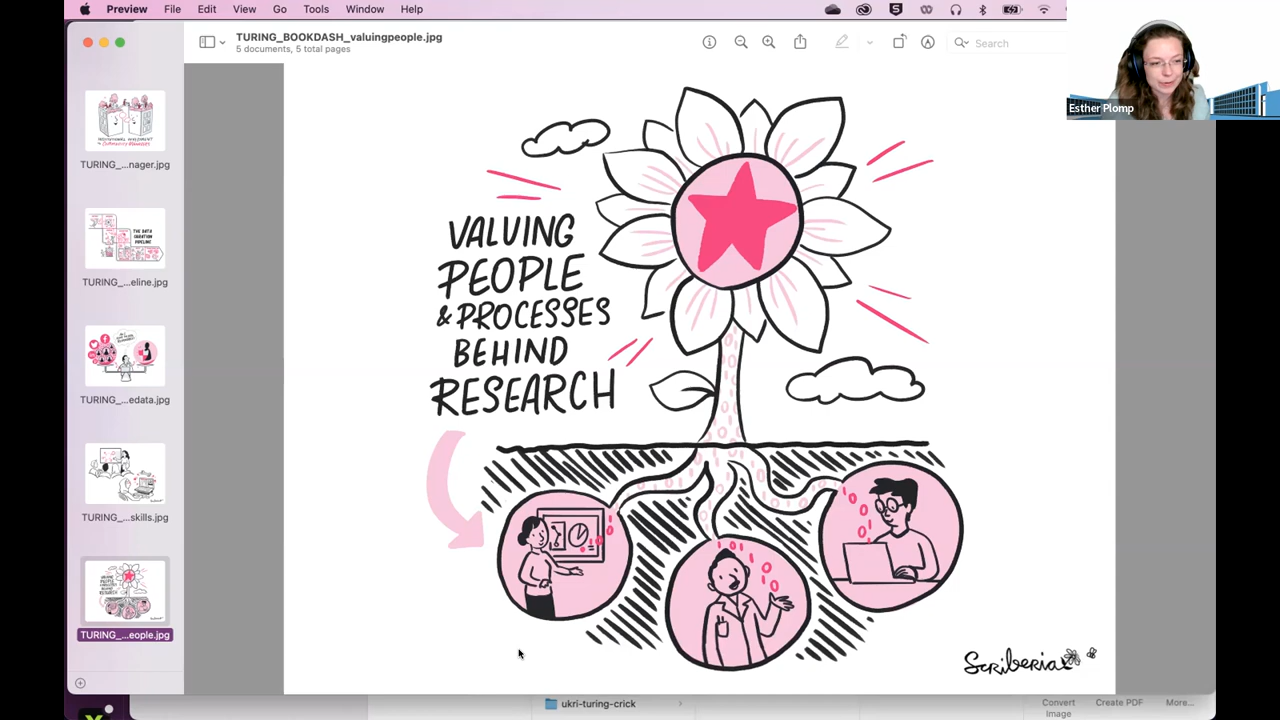 Preview File Edit View Go Tools Window Help
TURING_BOOKDASH_valuingpeople.jpg
5 documents, 5 total pages
Search
Esther Plomp
TURING_...nager.jpg
TURING_...eline.jpg
TURING_...edata.jpg
TURING_...skills.jpg
TURING_...eople.jpg
VALUING
PEOPLE
& PROCESSES
BEHIND
RESEARCH
Scriberia
ukri-turing-crick
Convert
Image
Create PDF
More...